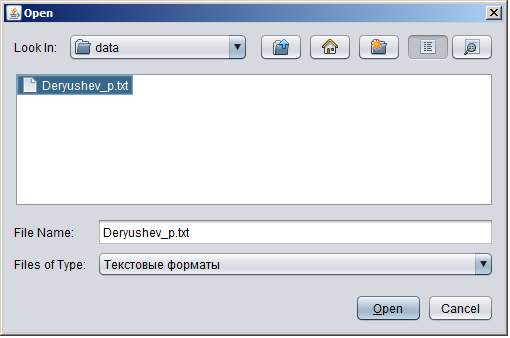 Open
Look In: data
Deryushev_p.txt
File Name: Deryushev_p.txt
Files of Type: Текстовые форматы
Open Cancel